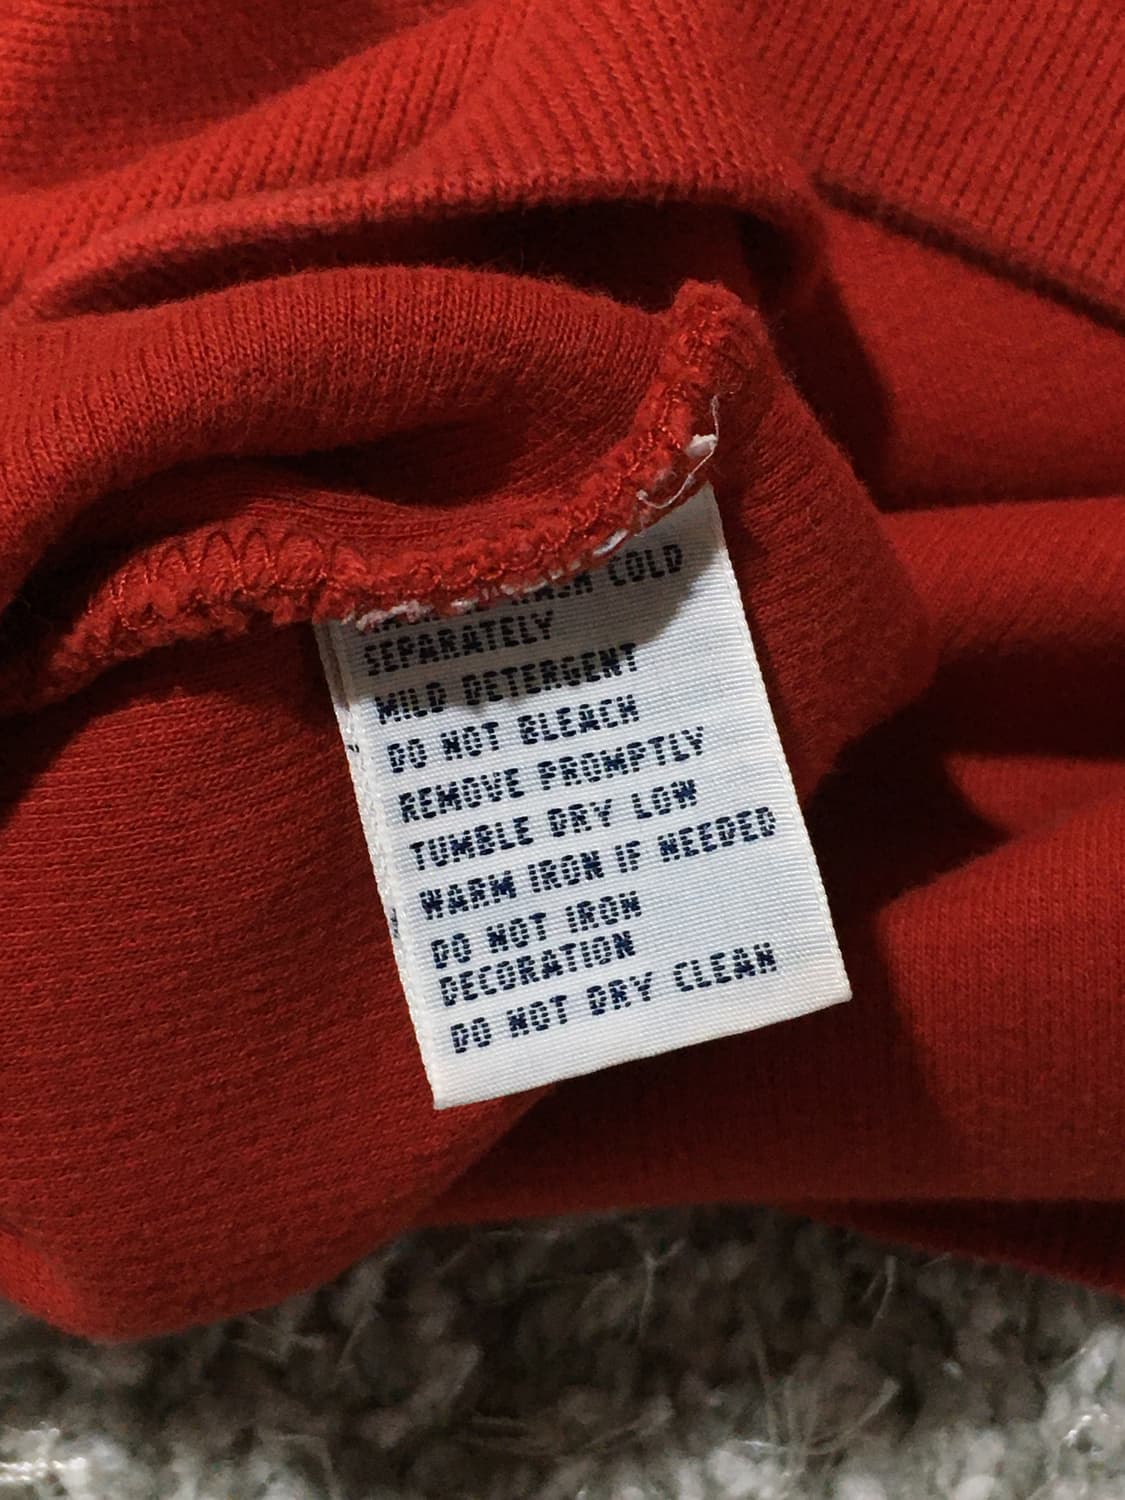 WASH COLD
SEPARATELY
MILD DETERGENT
DO NOT BLEACH
REMOVE PROMPTLY
TUMBLE DRY LOW
WARM IRON IF NEEDED
DO NOT IRON
DECORATION
DO NOT DRY CLEAN